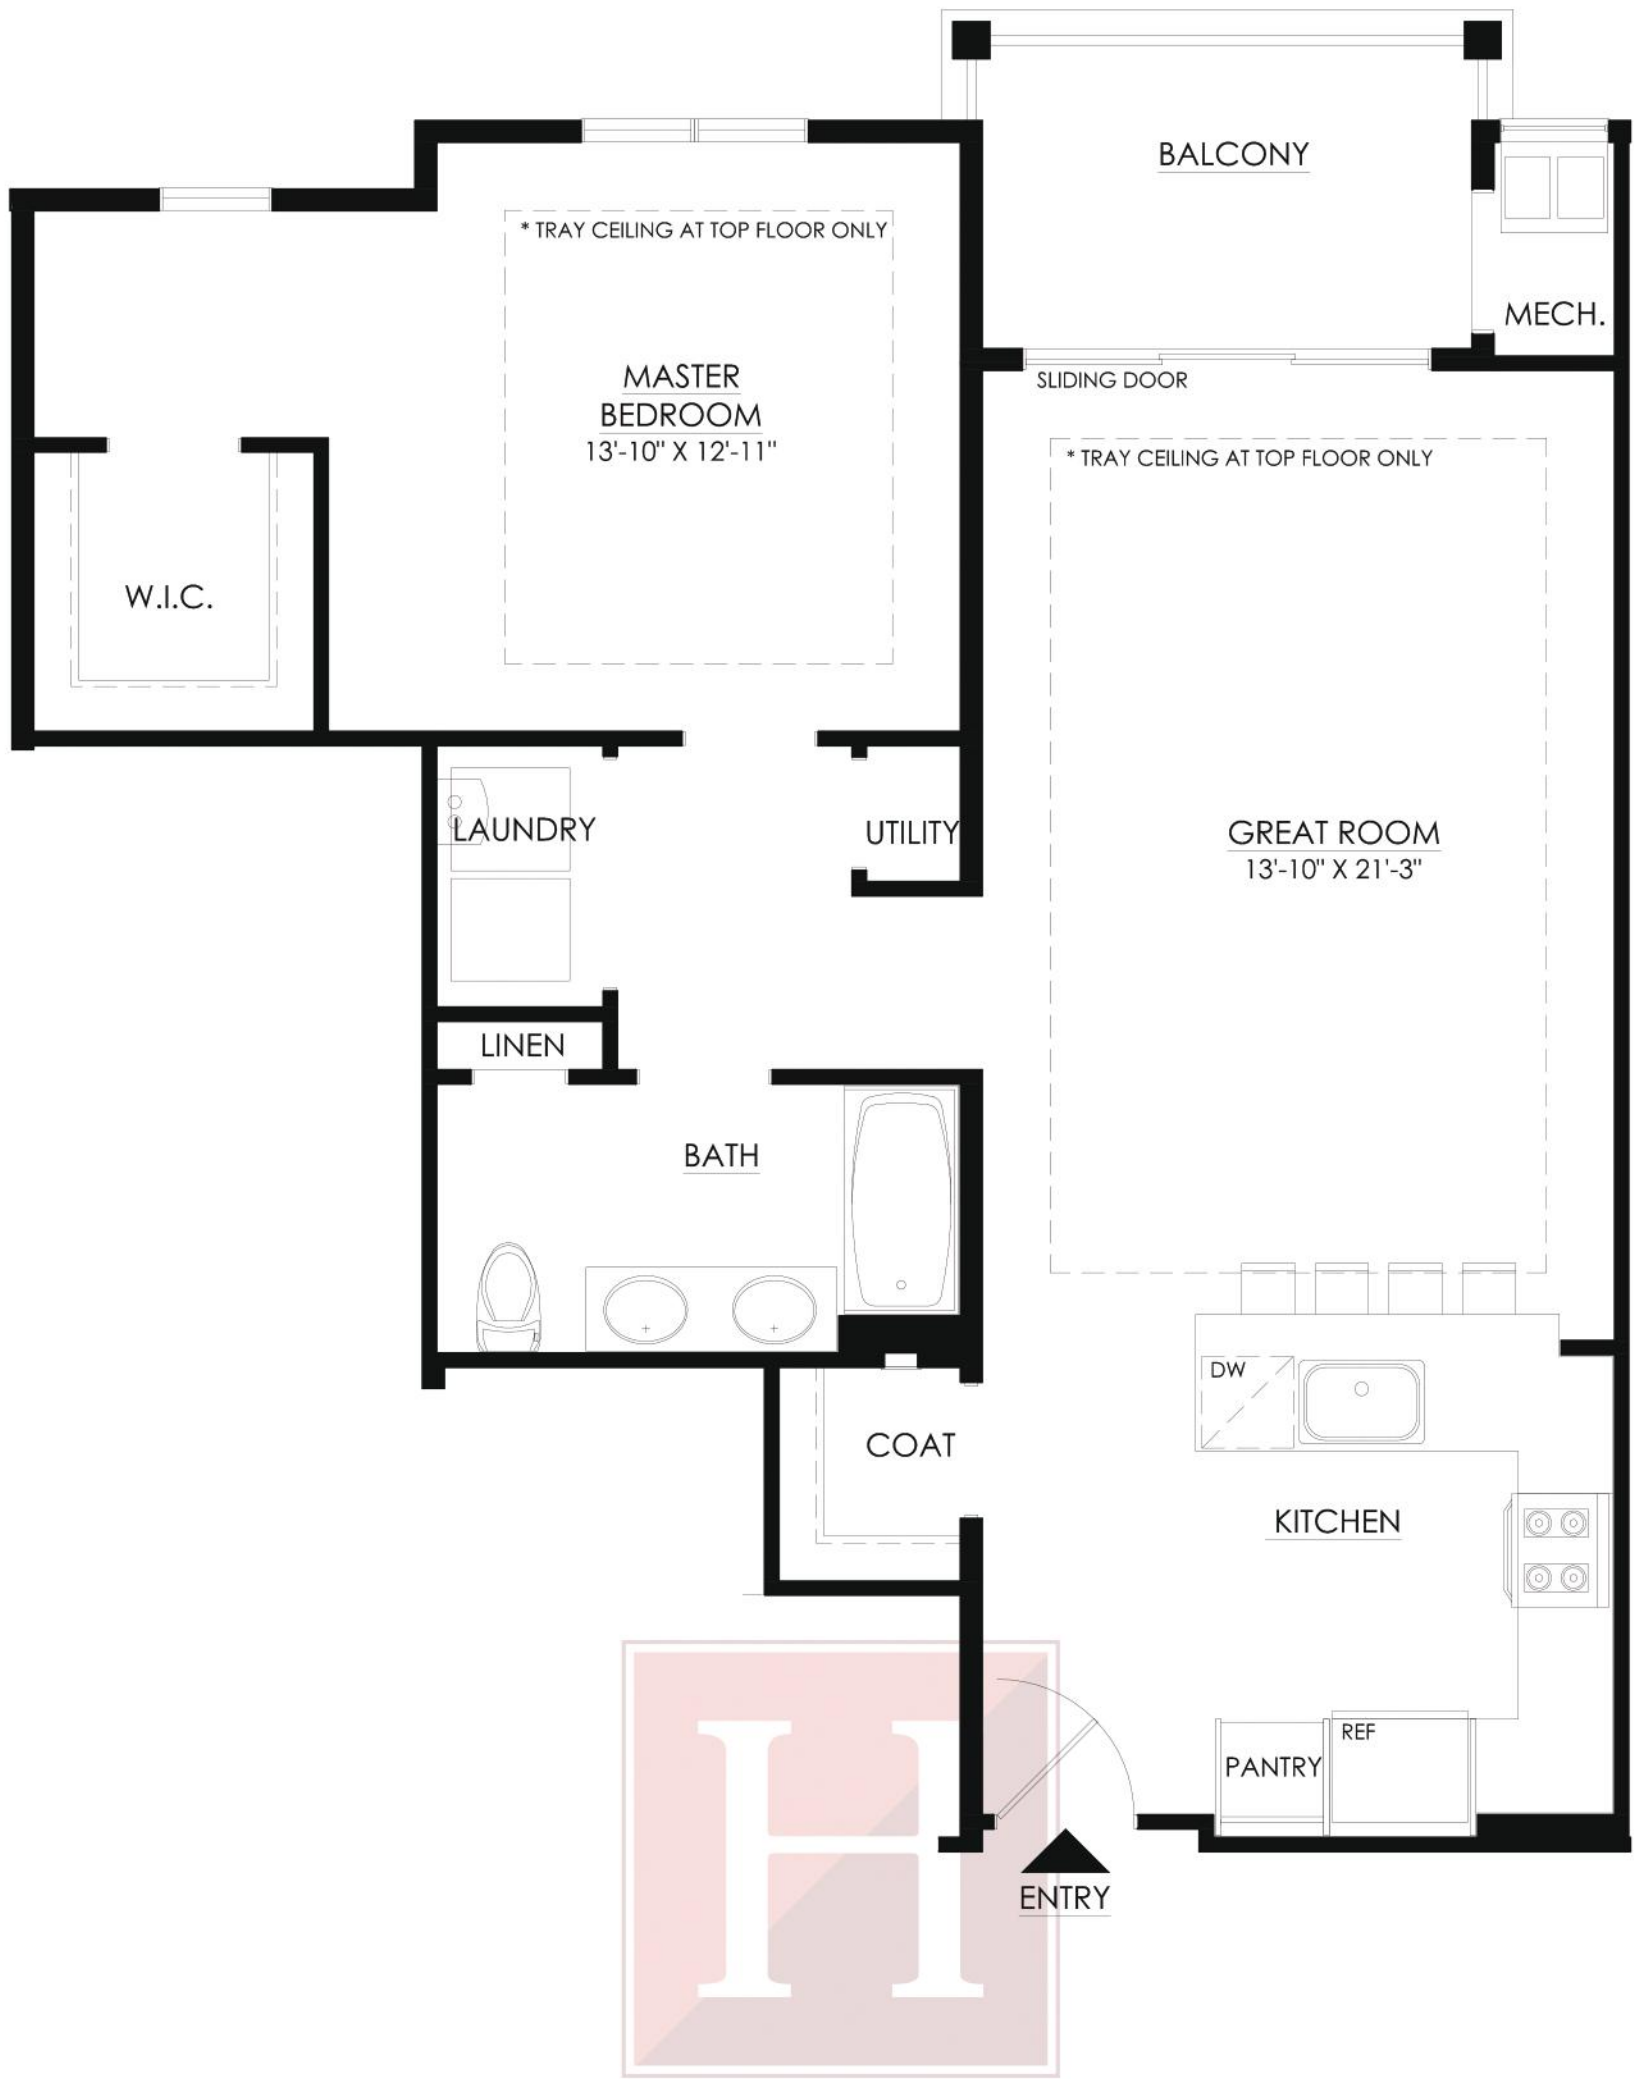 BALCONY
* TRAY CEILING AT TOP FLOOR ONLY
MECH.
MASTER
BEDROOM
13'-10" X 12'-11"
SLIDING DOOR
* TRAY CEILING AT TOP FLOOR ONLY
W.I.C.
LAUNDRY
UTILITY
GREAT ROOM
13'-10" X 21'-3"
LINEN
BATH
DW
COAT
KITCHEN
REF
PANTRY
ENTRY
H